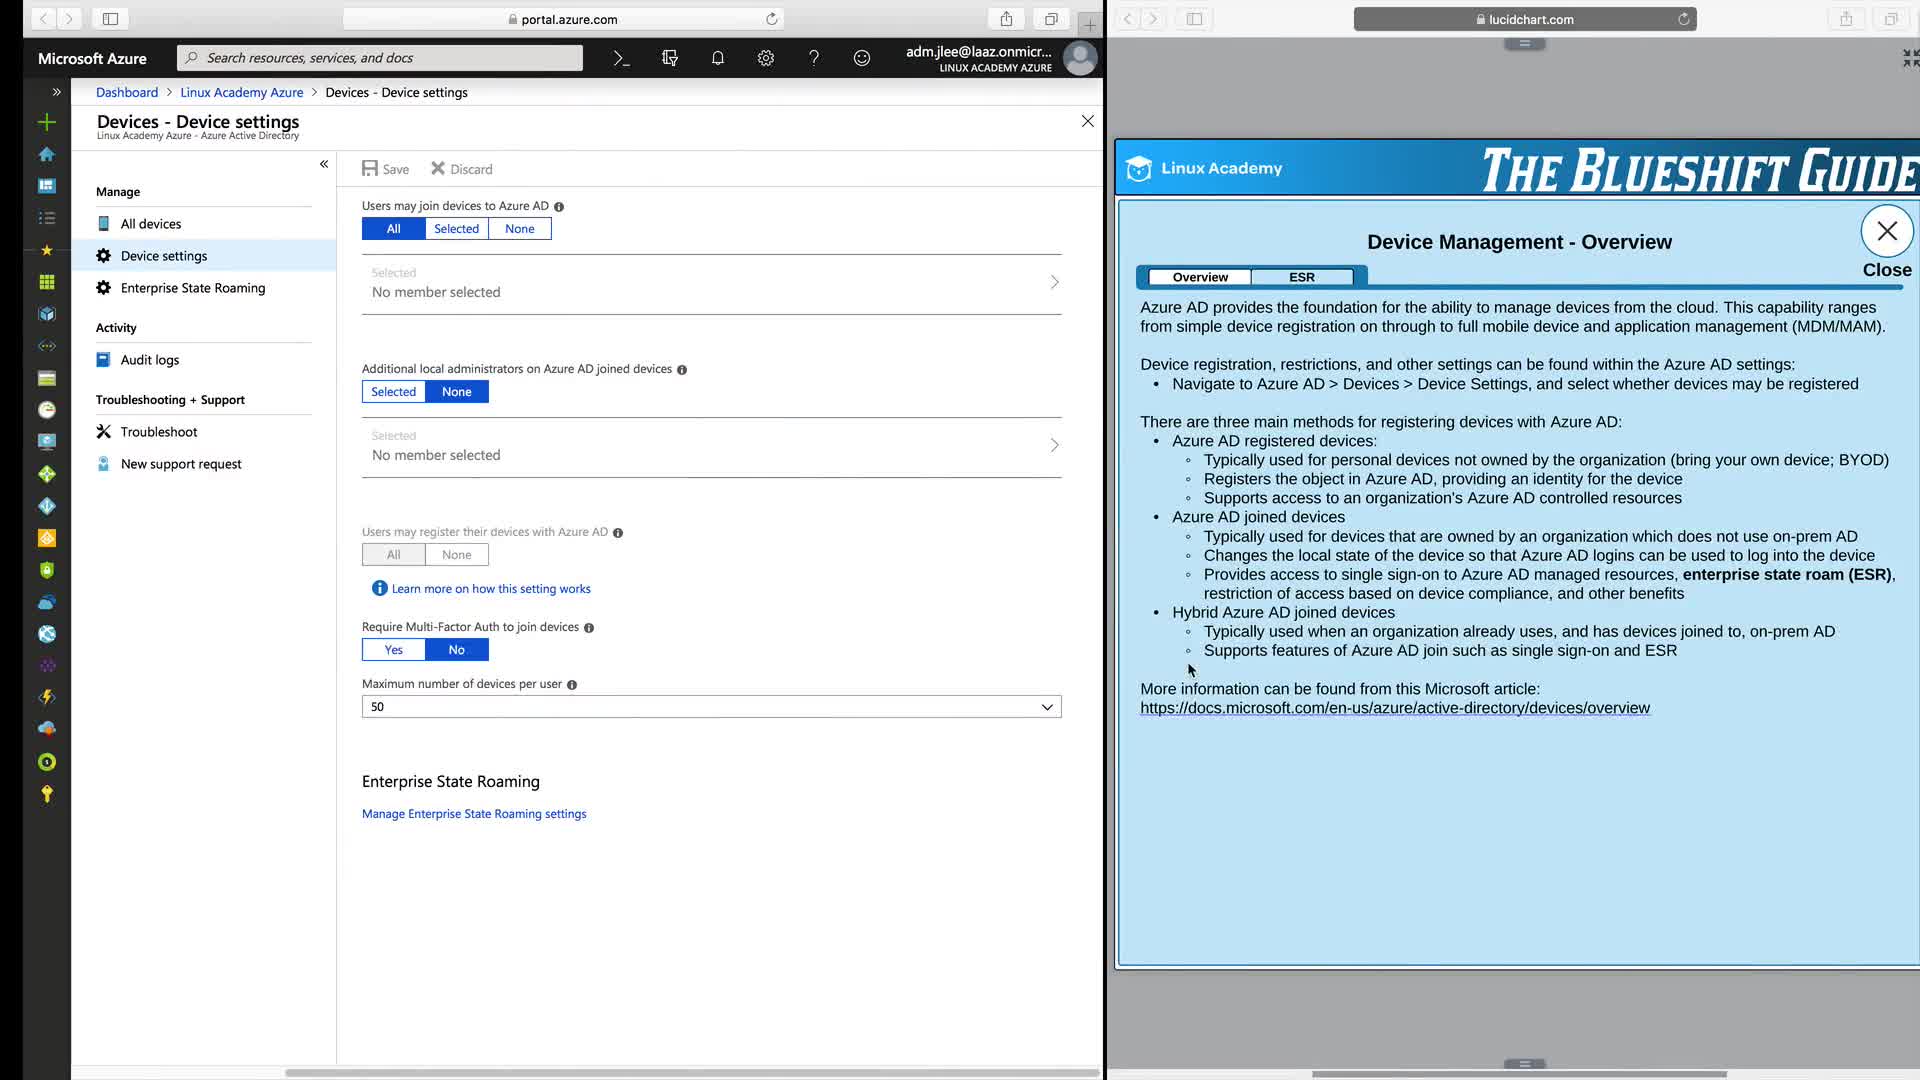 portal.azure.com
Microsoft Azure
Search resources, services, and docs
adm.jlee@laaz.onmicr...
LINUX ACADEMY AZURE
Dashboard > Linux Academy Azure > Devices - Device settings
Devices - Device settings
Linux Academy Azure - Azure Active Directory
Manage
All devices
Device settings
Enterprise State Roaming
Activity
Audit logs
Troubleshooting + Support
Troubleshoot
New support request
Save
Discard
Users may join devices to Azure AD
All Selected None
Selected
No member selected
Additional local administrators on Azure AD joined devices
Selected None
Selected
No member selected
Users may register their devices with Azure AD
All None
Learn more on how this setting works
Require Multi-Factor Auth to join devices
Yes No
Maximum number of devices per user
50
Enterprise State Roaming
Manage Enterprise State Roaming settings
lucidchart.com
Linux Academy
THE BLUESHIFT GUIDE
Device Management - Overview
Close
Overview ESR
Azure AD provides the foundation for the ability to manage devices from the cloud. This capability ranges
from simple device registration on through to full mobile device and application management (MDM/MAM).
Device registration, restrictions, and other settings can be found within the Azure AD settings:
• Navigate to Azure AD > Devices > Device Settings, and select whether devices may be registered
There are three main methods for registering devices with Azure AD:
• Azure AD registered devices:
◦ Typically used for personal devices not owned by the organization (bring your own device; BYOD)
◦ Registers the object in Azure AD, providing an identity for the device
◦ Supports access to an organization's Azure AD controlled resources
• Azure AD joined devices
◦ Typically used for devices that are owned by an organization which does not use on-prem AD
◦ Changes the local state of the device so that Azure AD logins can be used to log into the device
◦ Provides access to single sign-on to Azure AD managed resources, enterprise state roam (ESR),
restriction of access based on device compliance, and other benefits
• Hybrid Azure AD joined devices
◦ Typically used when an organization already uses, and has devices joined to, on-prem AD
◦ Supports features of Azure AD join such as single sign-on and ESR
More information can be found from this Microsoft article:
https://docs.microsoft.com/en-us/azure/active-directory/devices/overview